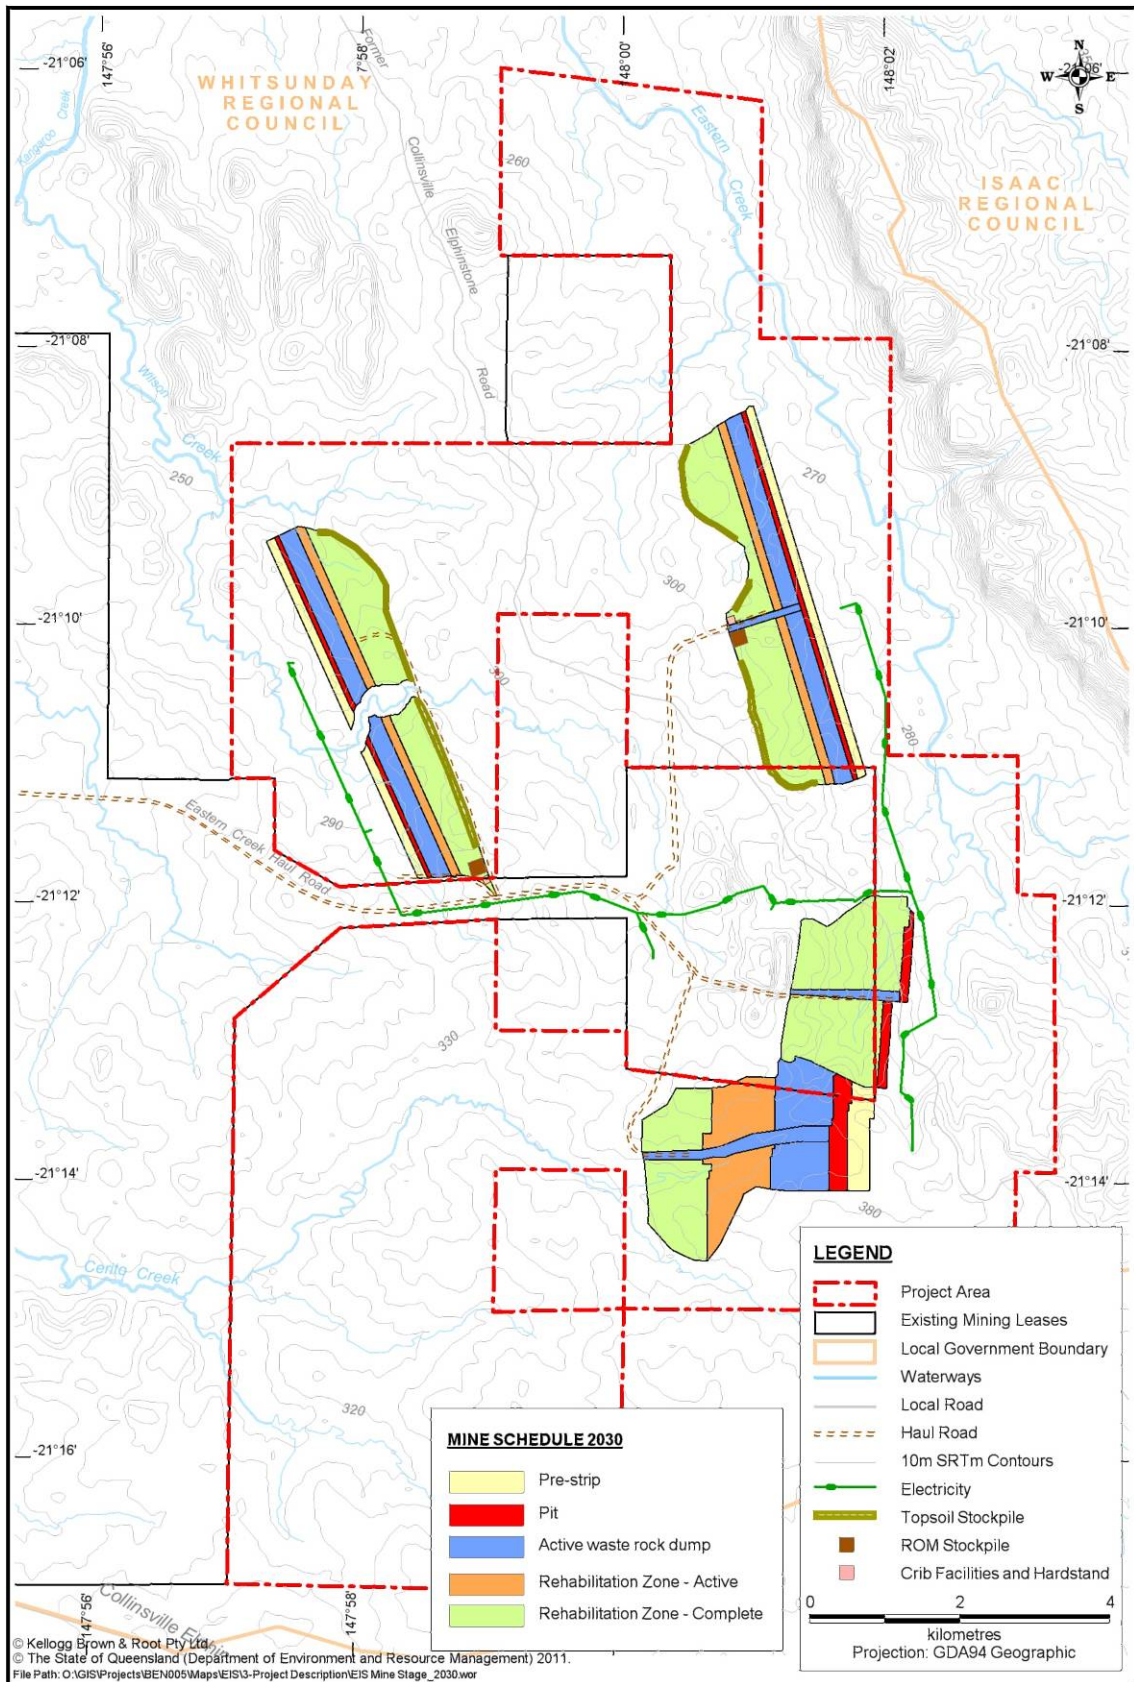 147°56'
7°58'
48°00'
148°02'
-21°06'
-21°06'
N
W
E
S
WHITSUNDAY
REGIONAL
COUNCIL
Former
Kangaroo Creek
Collinsville
Elphinstone
Road
260
Eastern
Creek
ISAAC
REGIONAL
COUNCIL
-21°08'
-21°08'
Wilson
Creek
250
270
300
-21°10'
-21°10'
280
290
Eastern Creek Haul Road
-21°12'
-21°12'
330
-21°14'
-21°14'
380
Cerito Creek
320
-21°16'
LEGEND
Project Area
Existing Mining Leases
Local Government Boundary
Waterways
Local Road
Haul Road
10m SRTm Contours
Electricity
Topsoil Stockpile
ROM Stockpile
Crib Facilities and Hardstand
0 2 4
kilometres
Projection: GDA94 Geographic
MINE SCHEDULE 2030
Pre-strip
Pit
Active waste rock dump
Rehabilitation Zone - Active
Rehabilitation Zone - Complete
147°56'
147°58'
Collinsville Elphin
© Kellogg Brown & Root Pty Ltd
© The State of Queensland (Department of Environment and Resource Management) 2011.
File Path: O:\GIS\Projects\BEN005\Maps\EIS\3-Project Description\EIS Mine Stage_2030.wor